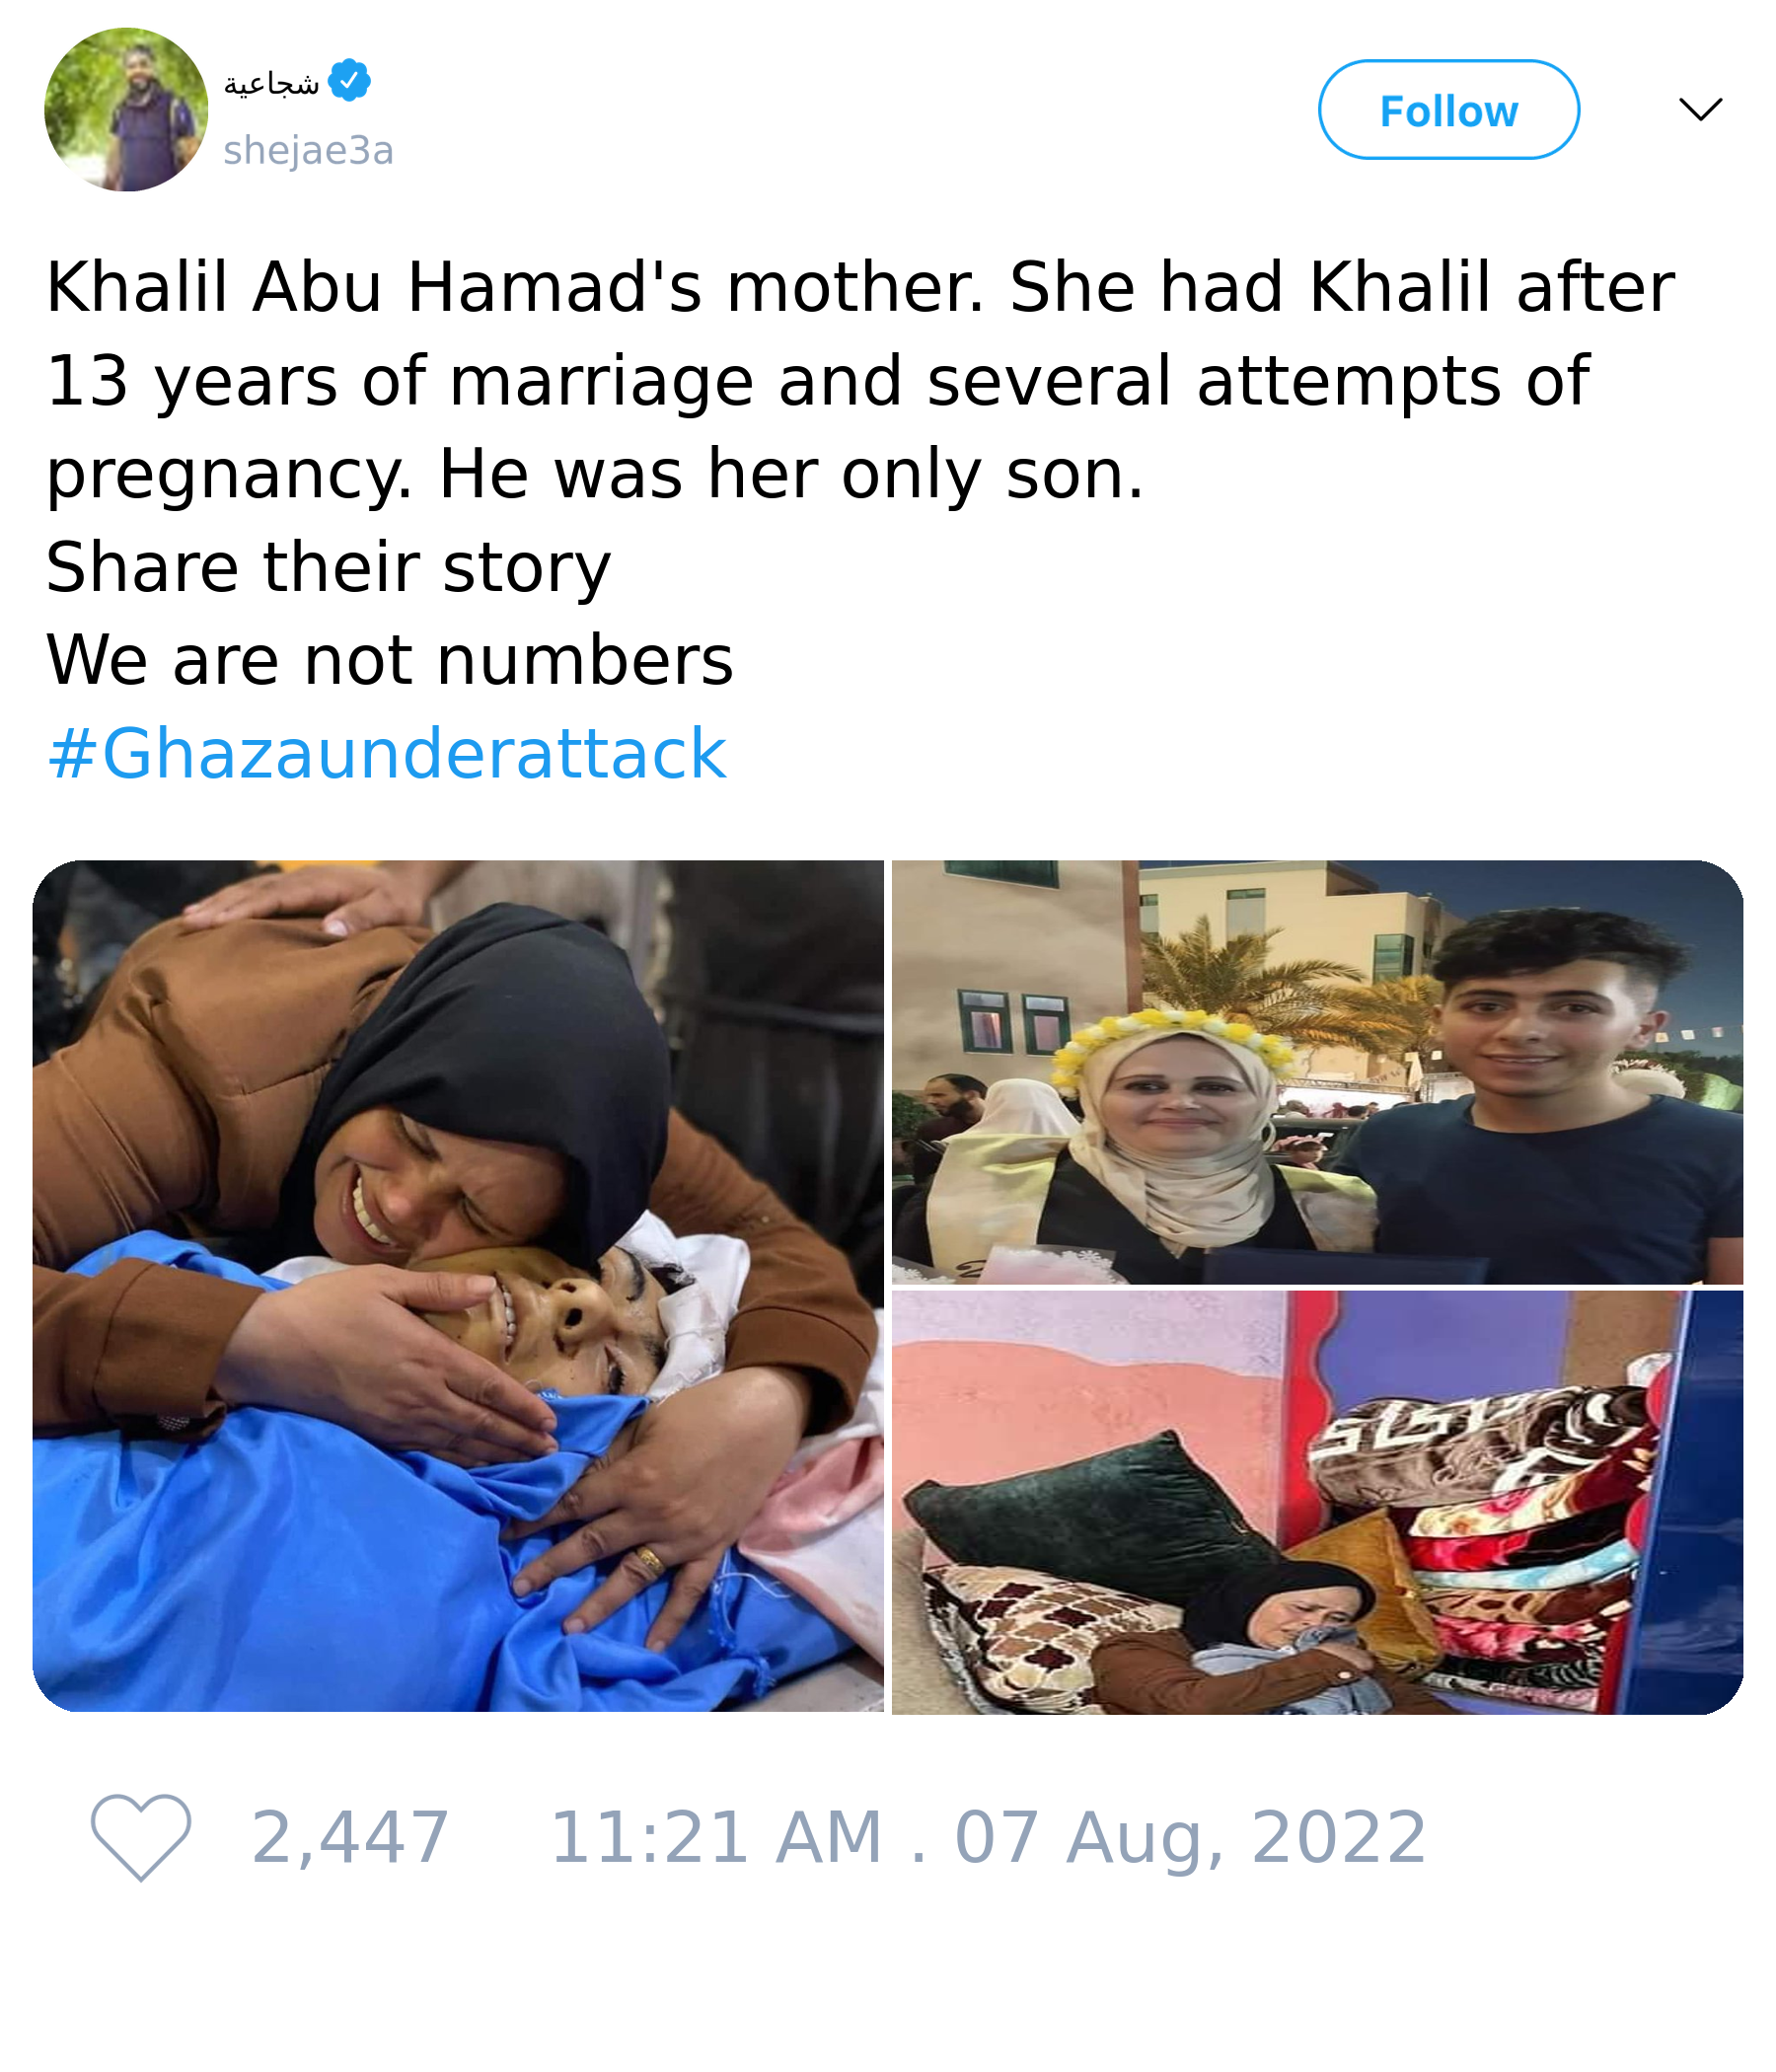 شجاعية
shejae3a
Follow
Khalil Abu Hamad's mother. She had Khalil after
13 years of marriage and several attempts of
pregnancy. He was her only son.
Share their story
We are not numbers
#Ghazaunderattack
2,447 11:21 AM . 07 Aug, 2022